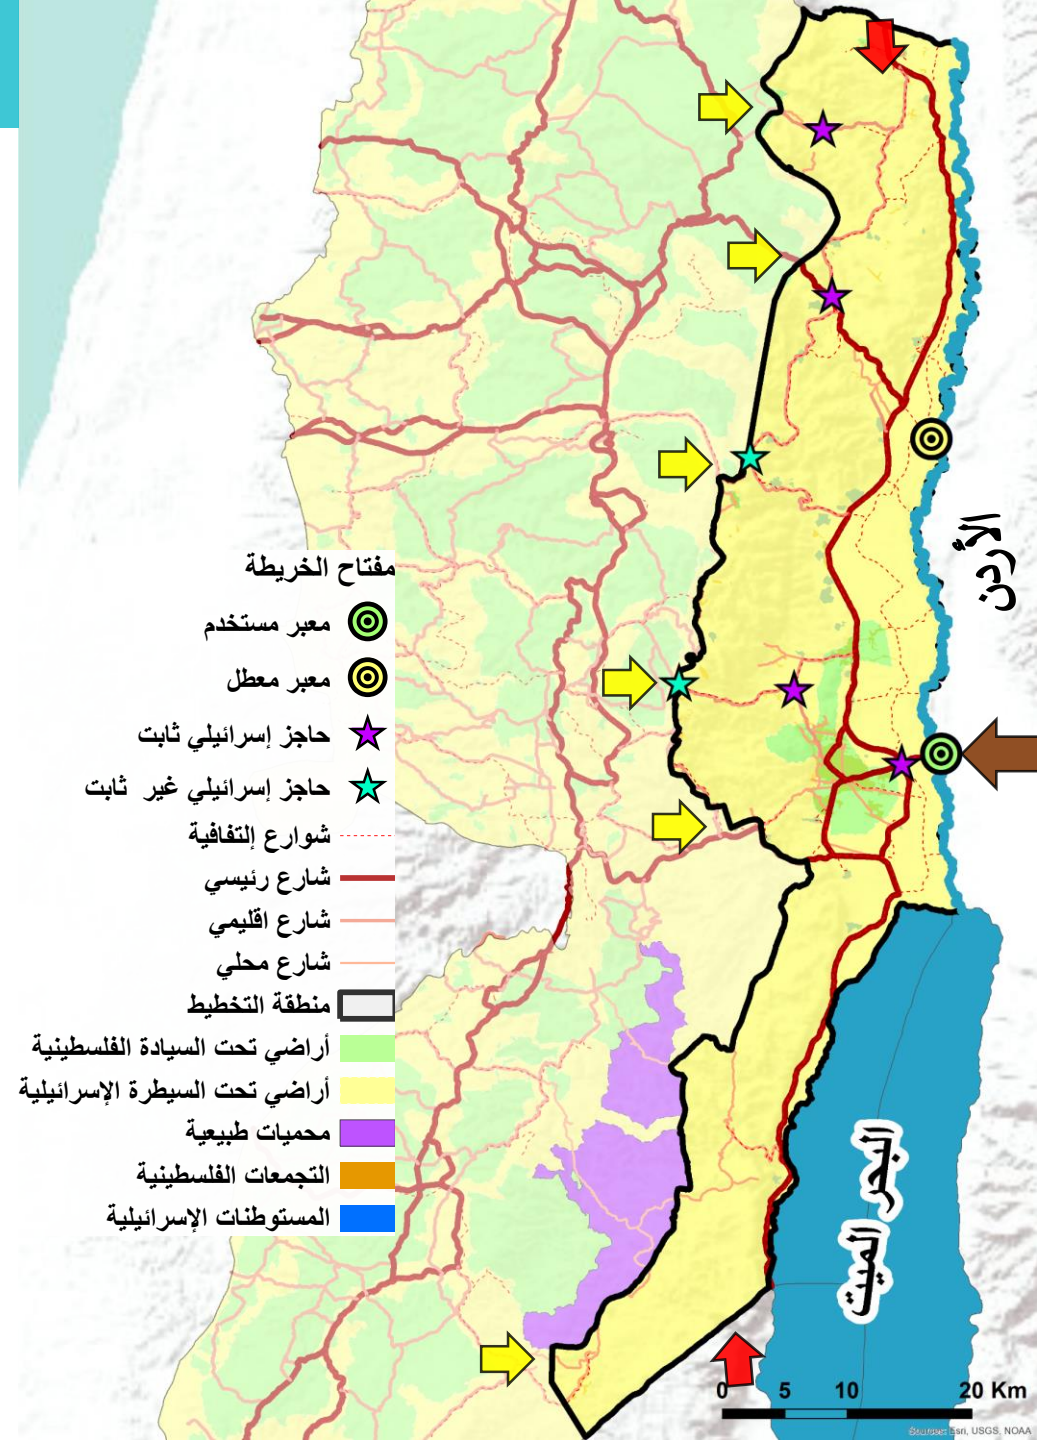 الأردن
مفتاح الخريطة
معبر مستخدم
معبر معطل
حاجز إسرائيلي ثابت
حاجز إسرائيلي غير ثابت
شوارع إلتفافية
شارع رئيسي
شارع اقليمي
شارع محلي
منطقة التخطيط
أراضي تحت السيادة الفلسطينية
أراضي تحت السيطرة الإسرائيلية
محميات طبيعية
التجمعات الفلسطينية
المستوطنات الإسرائيلية
البحر الميت
0 5 10 20 Km
Sources: Esri, USGS, NOAA